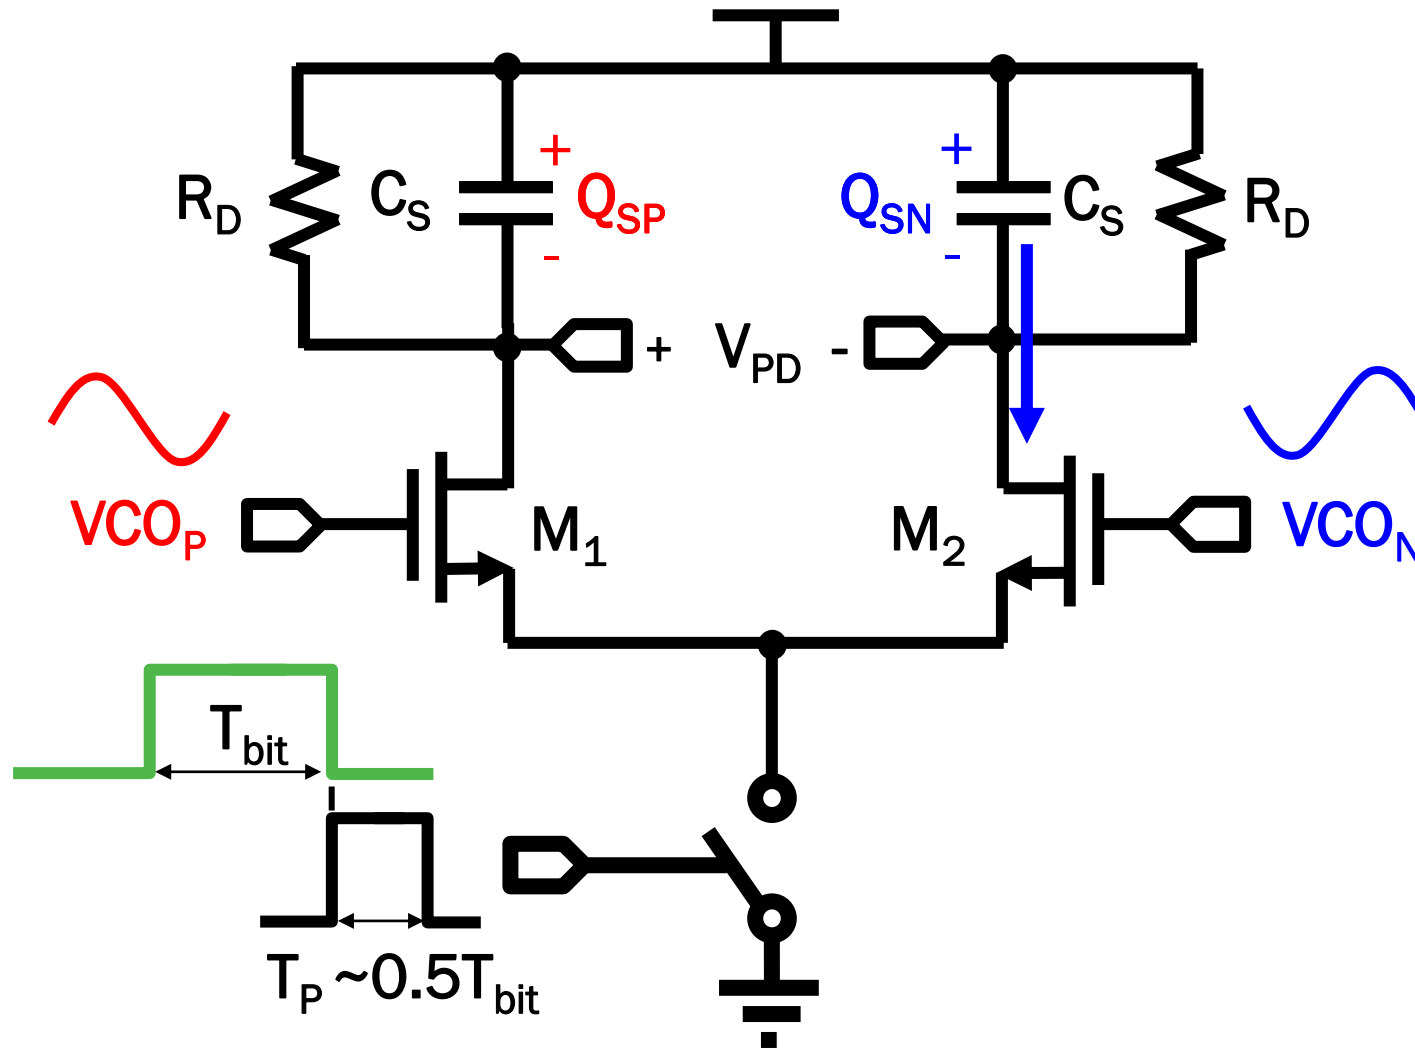 R_D
C_S
+
Q_SP
-
+
Q_SN
-
C_S
R_D
+ V_PD -
VCO_P
M_1
M_2
VCO_N
T_bit
T_P ~0.5T_bit